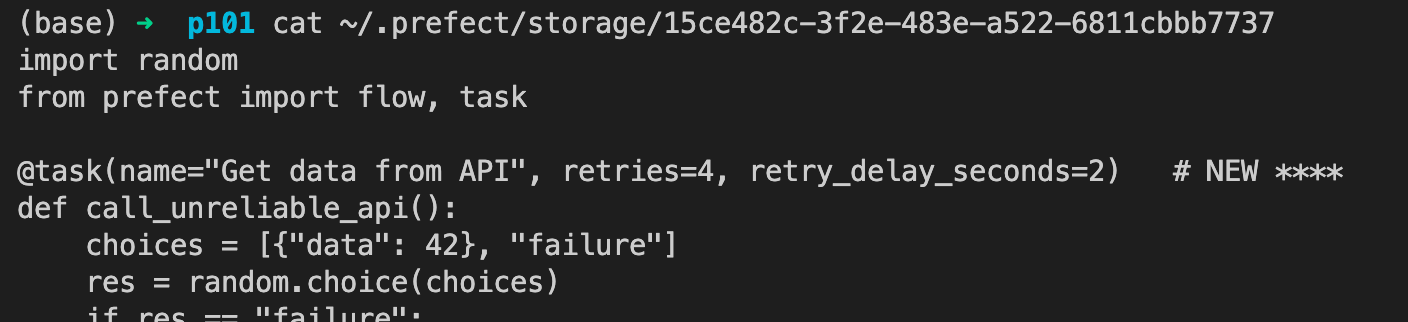 (base) ➜  p101 cat ~/.prefect/storage/15ce482c-3f2e-483e-a522-6811cbbb7737
import random
from prefect import flow, task
@task(name="Get data from API", retries=4, retry_delay_seconds=2)   # NEW ****
def call_unreliable_api():
    choices = [{"data": 42}, "failure"]
    res = random.choice(choices)
    if res == "failure":